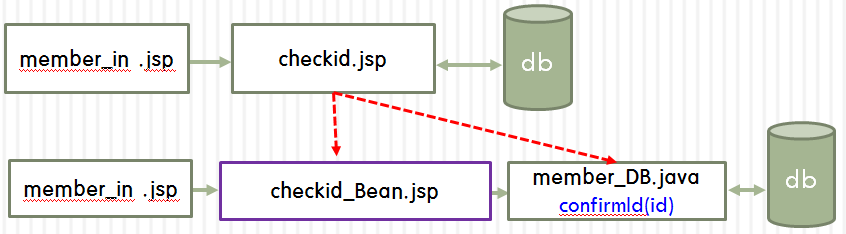 member_in .jsp
checkid.jsp
db
member_in .jsp
checkid_Bean.jsp
member_DB.java
confirmId(id)
db